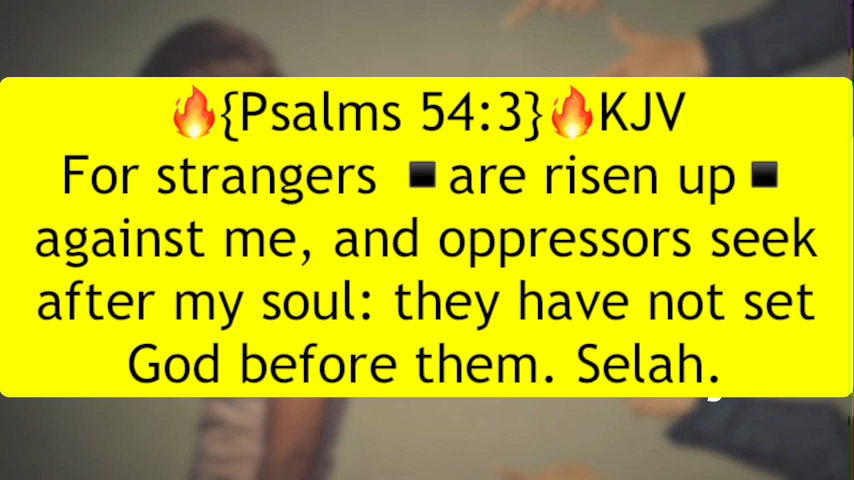 🔥{Psalms 54:3}🔥KJV
For strangers ◾are risen up◾
against me, and oppressors seek
after my soul: they have not set
God before them. Selah.